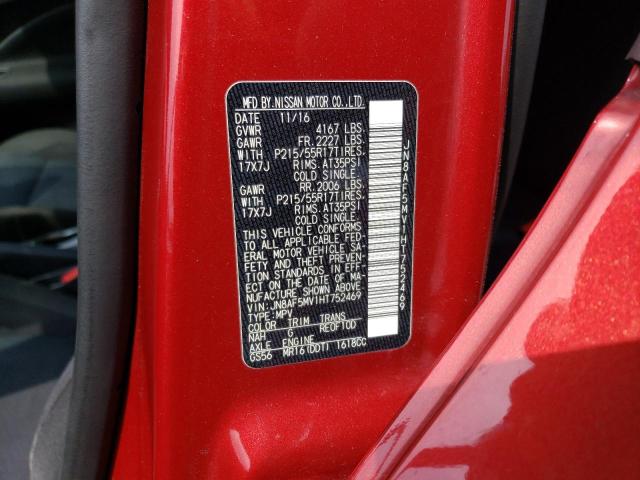 MFD BY.NISSAN MOTOR CO.,LTD.
DATE 11/16
GVWR 4167 LBS.
GAWR FR. 2227 LBS.
WITH P215/55R17TIRES.
17X7J RIMS. AT35PSI
COLD SINGLE.
GAWR RR. 2006 LBS.
WITH P215/55R17TIRES.
17X7J RIMS. AT35PSI
COLD SINGLE.
THIS VEHICLE CONFORMS
TO ALL APPLICABLE FED-
ERAL MOTOR VEHICLE SA-
FETY AND THEFT PREVEN-
TION STANDARDS IN EFF-
ECT ON THE DATE OF MA-
NUFACTURE SHOWN ABOVE.
VIN:JN8AF5MV1HT752469
TYPE:MPV
COLOR TRIM TRANS
NAH G RE0F10D
AXLE ENGINE
GS56 MR16(DDT) 1618CC
JN8AF5MV1HT752469